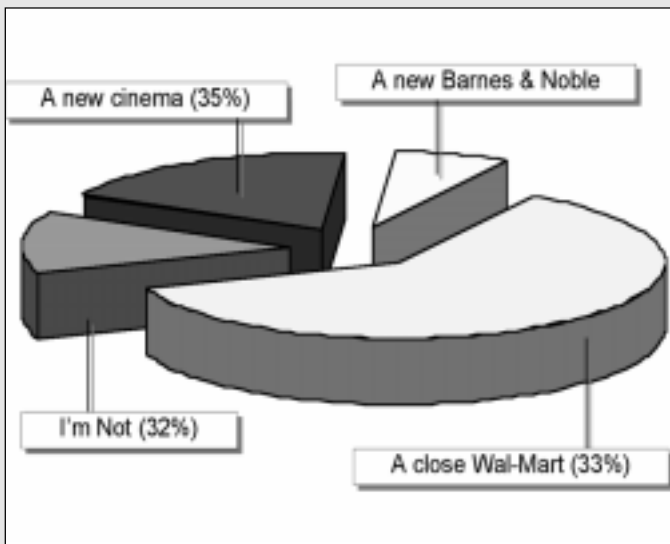 A new Barnes & Noble
A new cinema (35%)
I'm Not (32%)
A close Wal-Mart (33%)